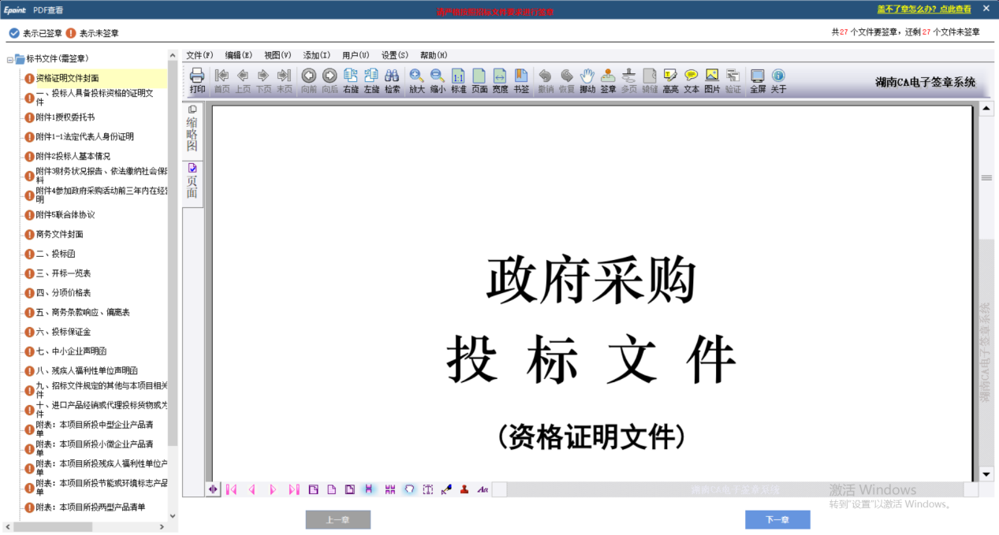 Epoint PDF查看
请严格按照招标文件要求进行签章
盖不了章怎么办？点此查看
表示已签章 表示未签章
共27 个文件要签章，还剩 27 个文件未签章
标书文件(需签章)
资格证明文件封面
一、投标人具备投标资格的证明文
件
附件1授权委托书
附件1-1法定代表人身份证明
附件2投标人基本情况
附件3财务状况报告、依法缴纳社会保
料
附件4参加政府采购活动前三年内在经
明
附件5联合体协议
商务文件封面
二、投标函
三、开标一览表
四、分项价格表
五、商务条款响应、偏离表
六、投标保证金
七、中小企业声明函
八、残疾人福利性单位声明函
九、招标文件规定的其他与本项目相关
件
十、进口产品经销或代理投标货物或为
件
附表：本项目所投中型企业产品清
单
附表：本项目所投小微企业产品清
单
附表：本项目所投残疾人福利性单位产
单
附表：本项目所投节能或环境标志产品
单
附表：本项目所投两型产品清单
文件(F) 编辑(E) 视图(V) 添加(I) 用户(U) 设置(S) 帮助(H)
打印 首页 上页 下页 末页 向前 向后 右旋 左旋 检索 放大 缩小 标准 页面 宽度 书签 撤销 恢复 挪动 签章 多页 骑缝 高亮 文本 图片 验证 全屏 关于
湖南CA电子签章系统
缩略图
页面
政府采购
投 标 文 件
(资格证明文件)
湖南CA电子签章系统
湖南CA电子签章系统
激活 Windows
转到"设置"以激活 Windows。
上一章
下一章